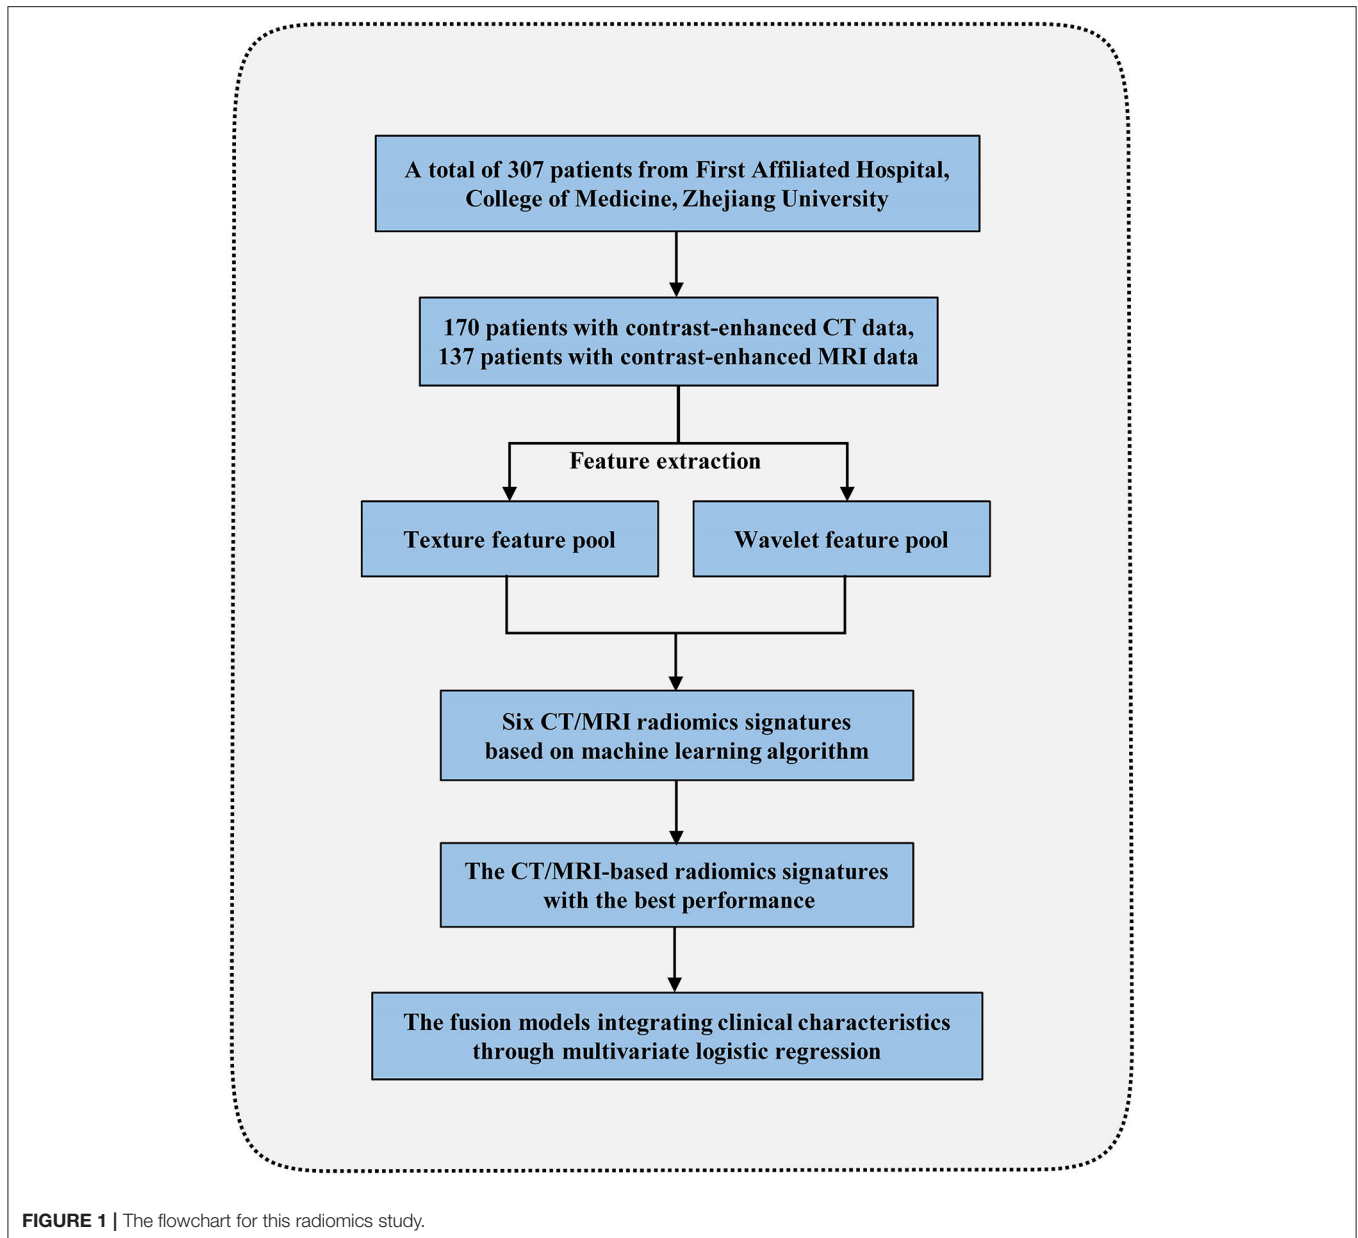 A total of 307 patients from First Affiliated Hospital,
College of Medicine, Zhejiang University
170 patients with contrast-enhanced CT data,
137 patients with contrast-enhanced MRI data
Feature extraction
Texture feature pool
Wavelet feature pool
Six CT/MRI radiomics signatures
based on machine learning algorithm
The CT/MRI-based radiomics signatures
with the best performance
The fusion models integrating clinical characteristics
through multivariate logistic regression
FIGURE 1 | The flowchart for this radiomics study.